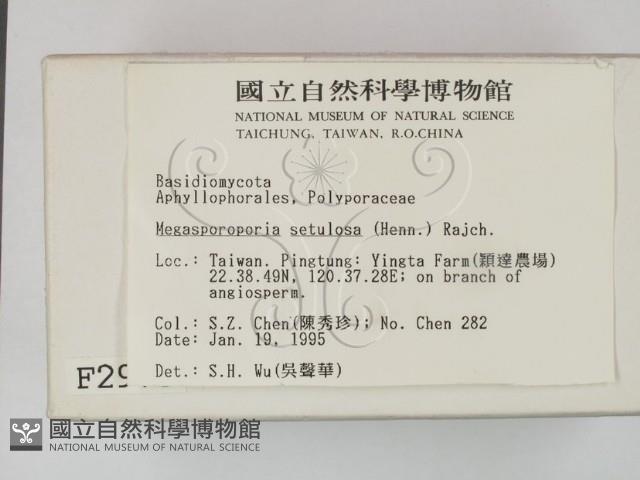 國立自然科學博物館
NATIONAL MUSEUM OF NATURAL SCIENCE
TAICHUNG, TAIWAN, R.O.CHINA
Basidiomycota
Aphyllophorales, Polyporaceae
Megasporoporia setulosa (Henn.) Rajch.
Loc.: Taiwan. Pingtung: Yingta Farm(穎達農場)
22.38.49N, 120.37.28E; on branch of
angiosperm.
Col.: S.Z. Chen(陳秀珍); No. Chen 282
Date: Jan. 19, 1995
Det.: S.H. Wu(吳聲華)
國立自然科學博物館
NATIONAL MUSEUM OF NATURAL SCIENCE